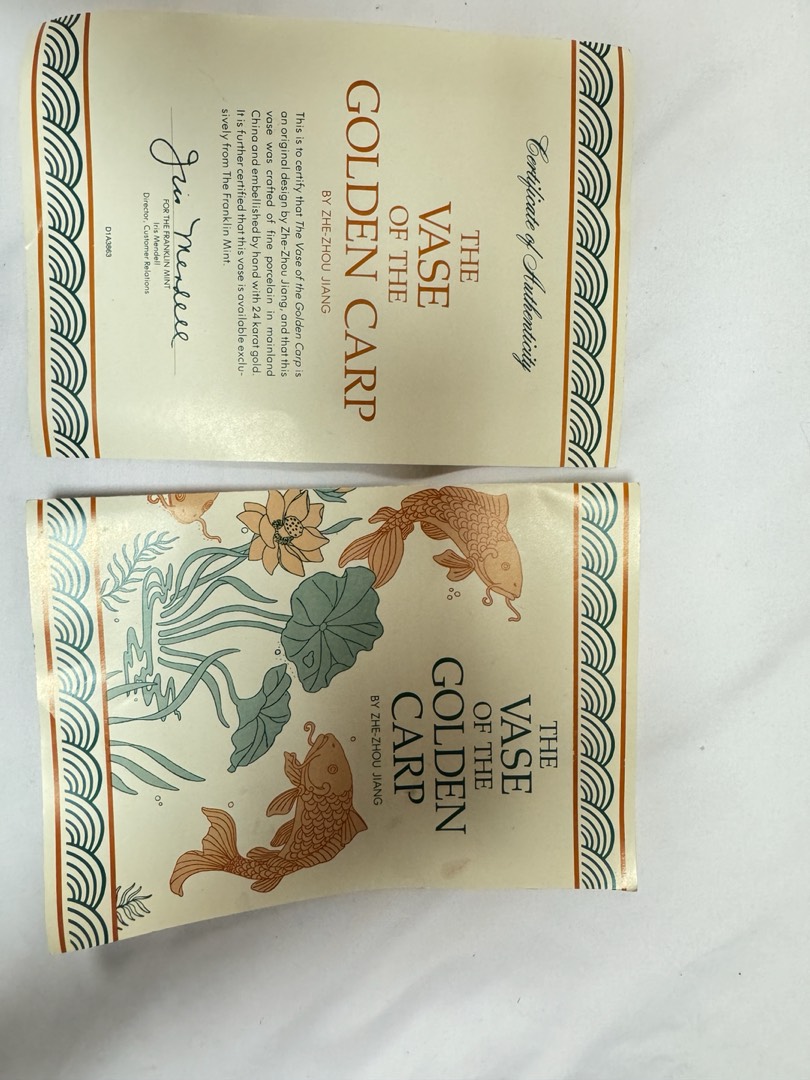 Certificate of Authenticity
THE
VASE
OF THE
GOLDEN CARP
BY ZHE-ZHOU JIANG
This is to certify that The Vase of the Golden Carp is
an original design by Zhe-Zhou Jiang, and that this
vase was crafted of fine porcelain in mainland
China and embellished by hand with 24 karat gold.
It is further certified that this vase is available exclu-
sively from The Franklin Mint.
Iris Mendell
FOR THE FRANKLIN MINT
Iris Mendell
Director, Customer Relations
D1A3863
THE
VASE
OF THE
GOLDEN
CARP
BY ZHE-ZHOU JIANG